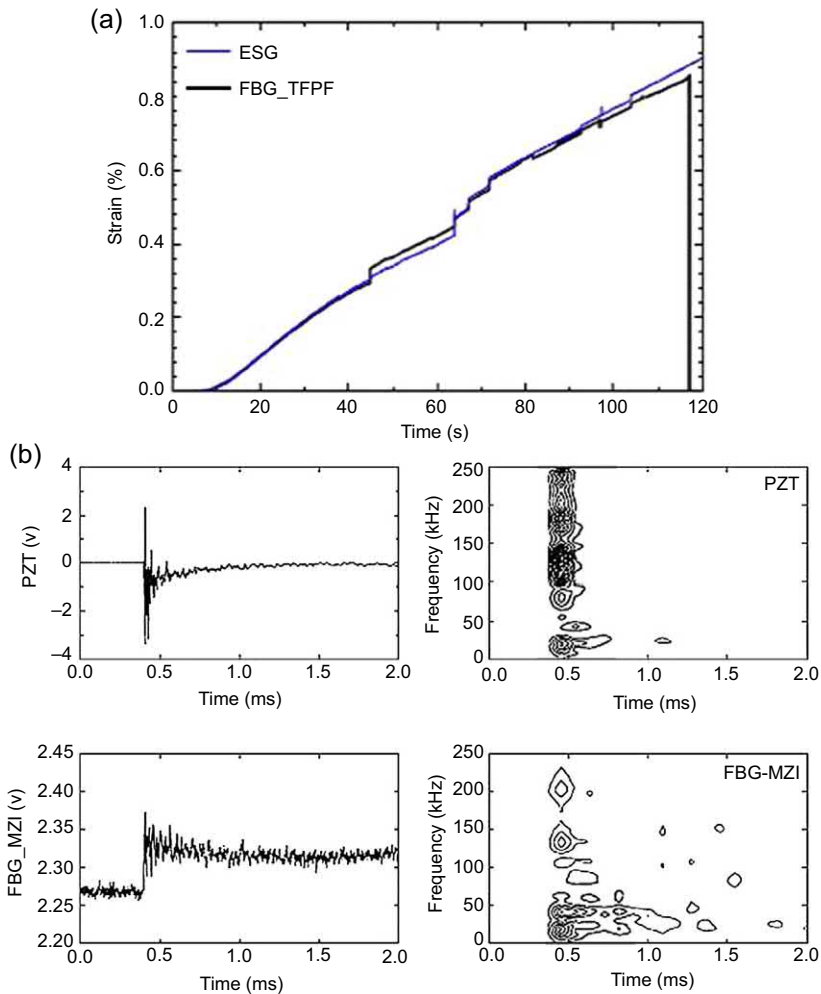 (a)
1.0
0.8
0.6
0.4
0.2
0.0
Strain (%)
ESG
FBG_TFPF
0 20 40 60 80 100 120
Time (s)
(b)
4
2
0
–2
–4
PZT (v)
0.0 0.5 1.0 1.5 2.0
Time (ms)
250
200
150
100
50
0
Frequency (kHz)
PZT
0.0 0.5 1.0 1.5 2.0
Time (ms)
2.45
2.40
2.35
2.30
2.25
2.20
FBG_MZI (v)
0.0 0.5 1.0 1.5 2.0
Time (ms)
250
200
150
100
50
0
Frequency (kHz)
FBG-MZI
0.0 0.5 1.0 1.5 2.0
Time (ms)